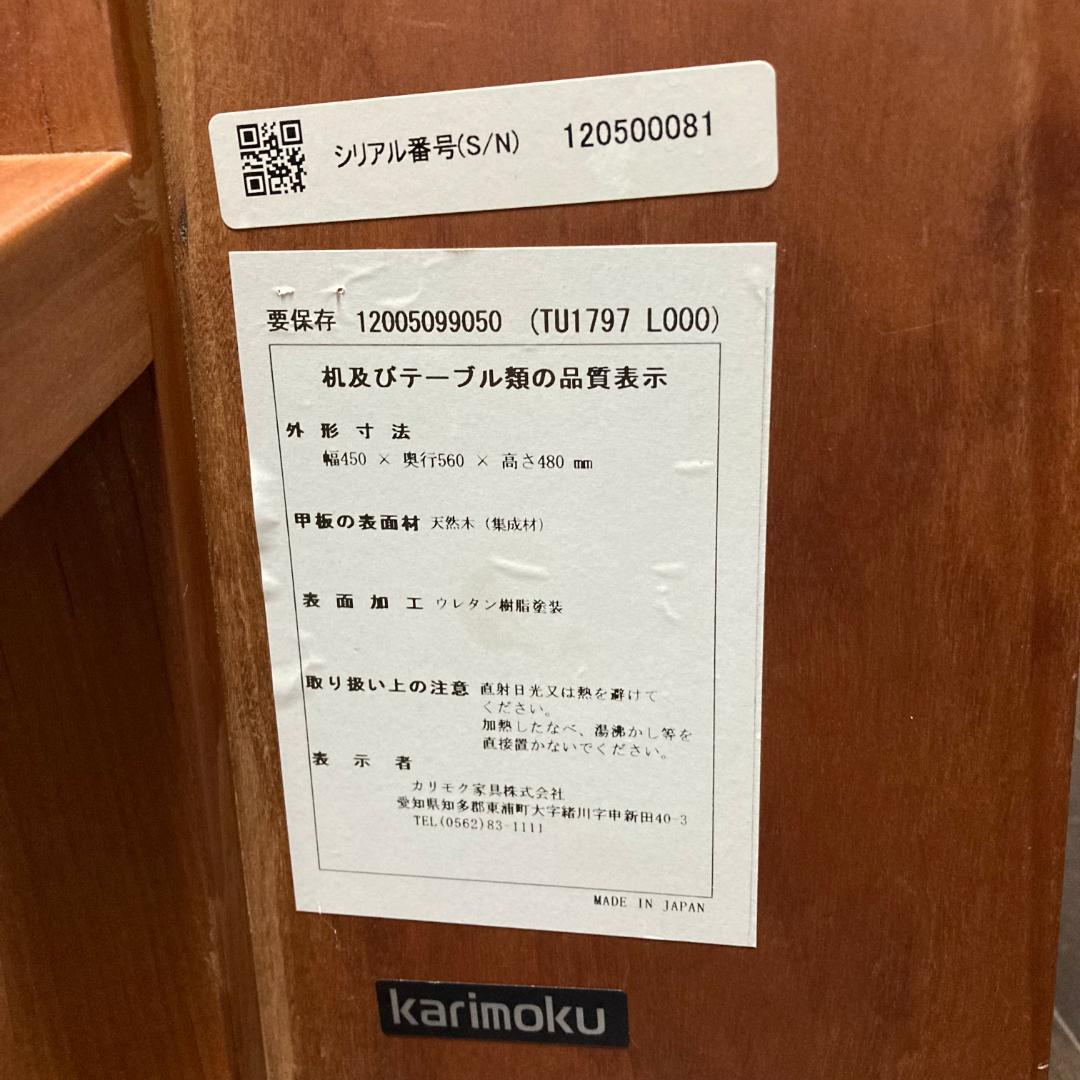 シリアル番号(S/N) 120500081
要保存 12005099050 (TU1797 L000)
机及びテーブル類の品質表示
外形寸法
幅450 × 奥行560 × 高さ480 mm
甲板の表面材 天然木(集成材)
表面加工 ウレタン樹脂塗装
取り扱い上の注意 直射日光又は熱を避けて
ください。
加熱したなべ、湯沸かし等を
直接置かないでください。
表示者
カリモク家具株式会社
愛知県知多郡東浦町大字緒川字申新田40-3
TEL(0562)83-1111
MADE IN JAPAN
karimoku